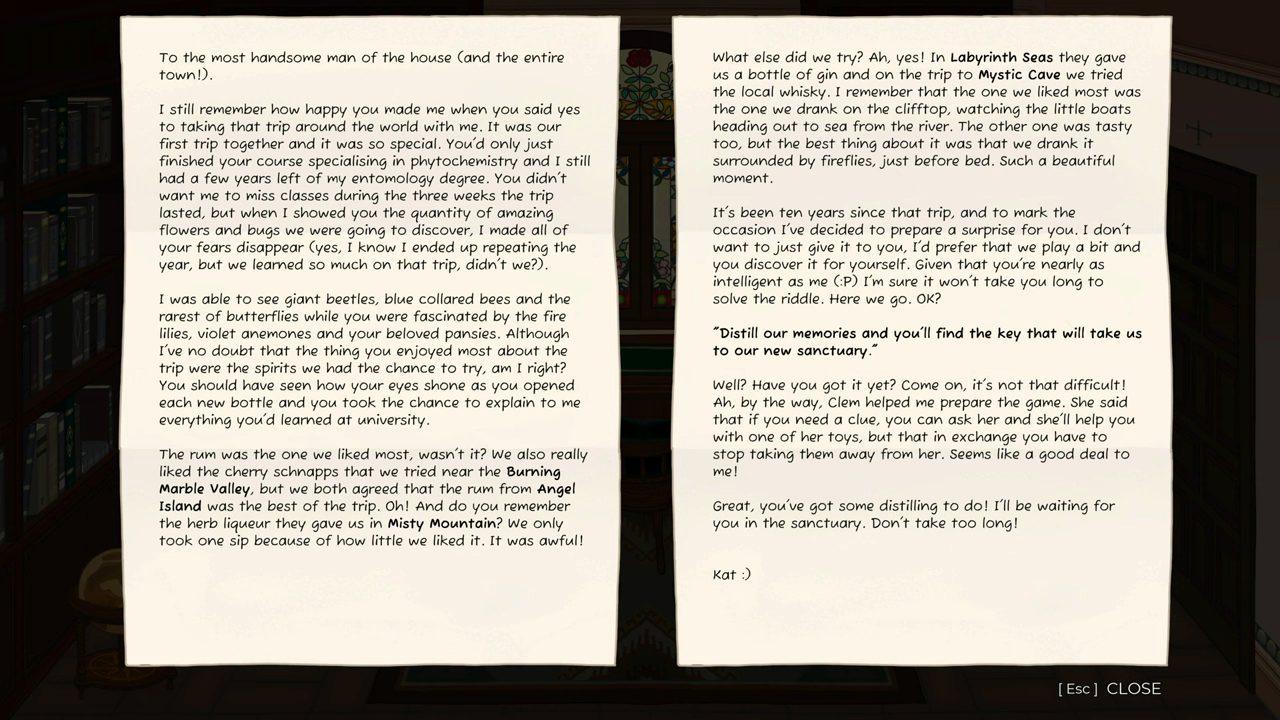 To the most handsome man of the house (and the entire
town!).
I still remember how happy you made me when you said yes
to taking that trip around the world with me. It was our
first trip together and it was so special. You'd only just
finished your course specialising in phytochemistry and I still
had a few years left of my entomology degree. You didn't
want me to miss classes during the three weeks the trip
lasted, but when I showed you the quantity of amazing
flowers and bugs we were going to discover, I made all of
your fears disappear (yes, I know I ended up repeating the
year, but we learned so much on that trip, didn't we?).
I was able to see giant beetles, blue collared bees and the
rarest of butterflies while you were fascinated by the fire
lilies, violet anemones and your beloved pansies. Although
I've no doubt that the thing you enjoyed most about the
trip were the spirits we had the chance to try, am I right?
You should have seen how your eyes shone as you opened
each new bottle and you took the chance to explain to me
everything you'd learned at university.
The rum was the one we liked most, wasn't it? We also really
liked the cherry schnapps that we tried near the Burning
Marble Valley, but we both agreed that the rum from Angel
Island was the best of the trip. Oh! And do you remember
the herb liqueur they gave us in Misty Mountain? We only
took one sip because of how little we liked it. It was awful!
What else did we try? Ah, yes! In Labyrinth Seas they gave
us a bottle of gin and on the trip to Mystic Cave we tried
the local whisky. I remember that the one we liked most was
the one we drank on the clifftop, watching the little boats
heading out to sea from the river. The other one was tasty
too, but the best thing about it was that we drank it
surrounded by fireflies, just before bed. Such a beautiful
moment.
It's been ten years since that trip, and to mark the
occasion I've decided to prepare a surprise for you. I don't
want to just give it to you, I'd prefer that we play a bit and
you discover it for yourself. Given that you're nearly as
intelligent as me (:P) I'm sure it won't take you long to
solve the riddle. Here we go. OK?
"Distill our memories and you'll find the key that will take us
to our new sanctuary."
Well? Have you got it yet? Come on, it's not that difficult!
Ah, by the way, Clem helped me prepare the game. She said
that if you need a clue, you can ask her and she'll help you
with one of her toys, but that in exchange you have to
stop taking them away from her. Seems like a good deal to
me!
Great, you've got some distilling to do! I'll be waiting for
you in the sanctuary. Don't take too long!
Kat :)
[ Esc ] CLOSE